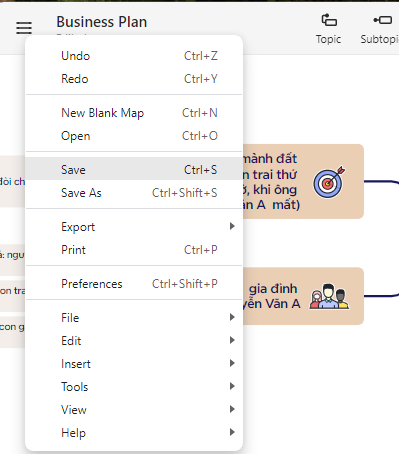 Business Plan
Topic
Subtopi
Undo Ctrl+Z
Redo Ctrl+Y
New Blank Map Ctrl+N
Open Ctrl+O
Save Ctrl+S
Save As Ctrl+Shift+S
Export
Print Ctrl+P
Preferences Ctrl+Shift+P
File
Edit
Insert
Tools
View
Help
mảnh đất
n trai thứ
, khi ông
ăn A mất)
gia đình
yễn Văn A
đòi ch
: ngu
on tra
con g